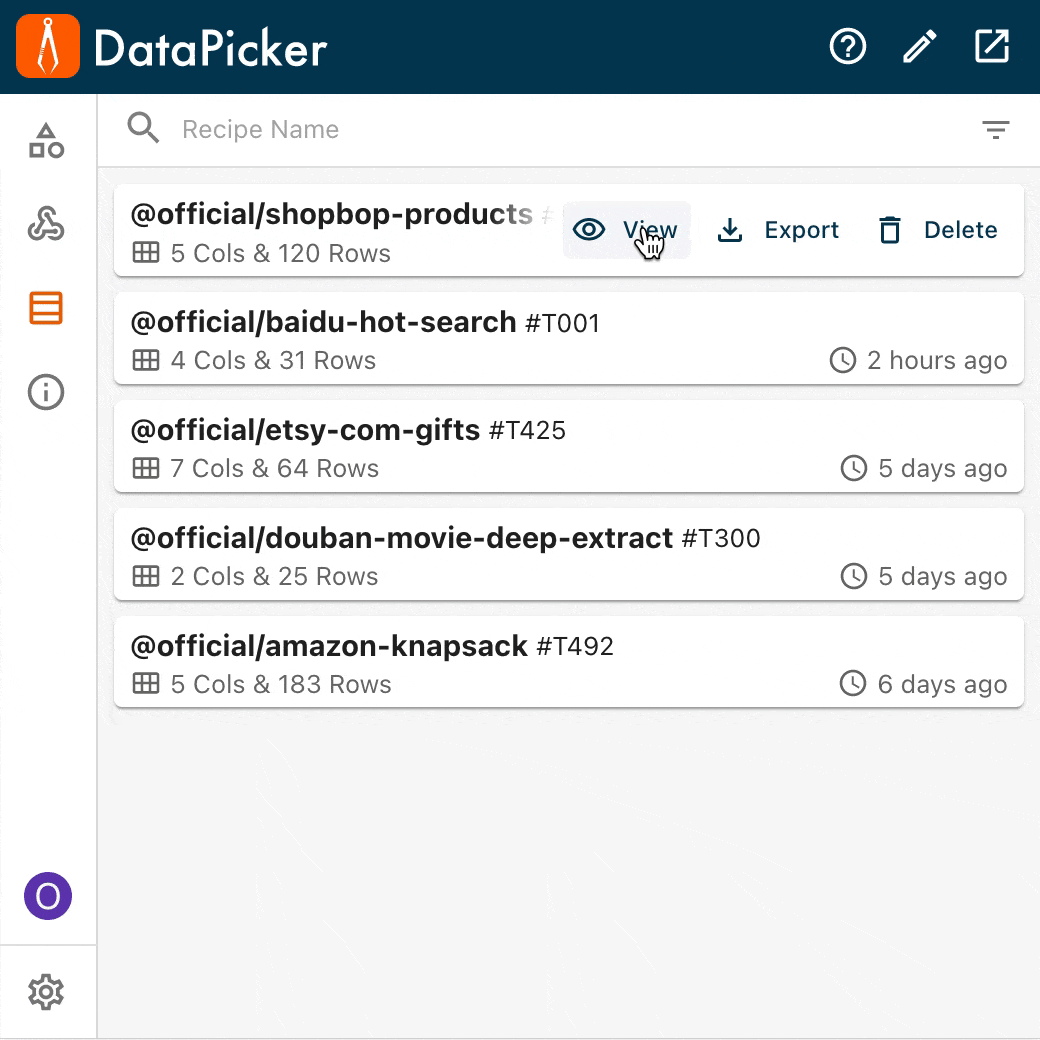 DataPicker
Recipe Name
@official/shopbop-products #
View Export Delete
5 Cols & 120 Rows
@official/baidu-hot-search #T001
4 Cols & 31 Rows 2 hours ago
@official/etsy-com-gifts #T425
7 Cols & 64 Rows 5 days ago
@official/douban-movie-deep-extract #T300
2 Cols & 25 Rows 5 days ago
@official/amazon-knapsack #T492
5 Cols & 183 Rows 6 days ago
O